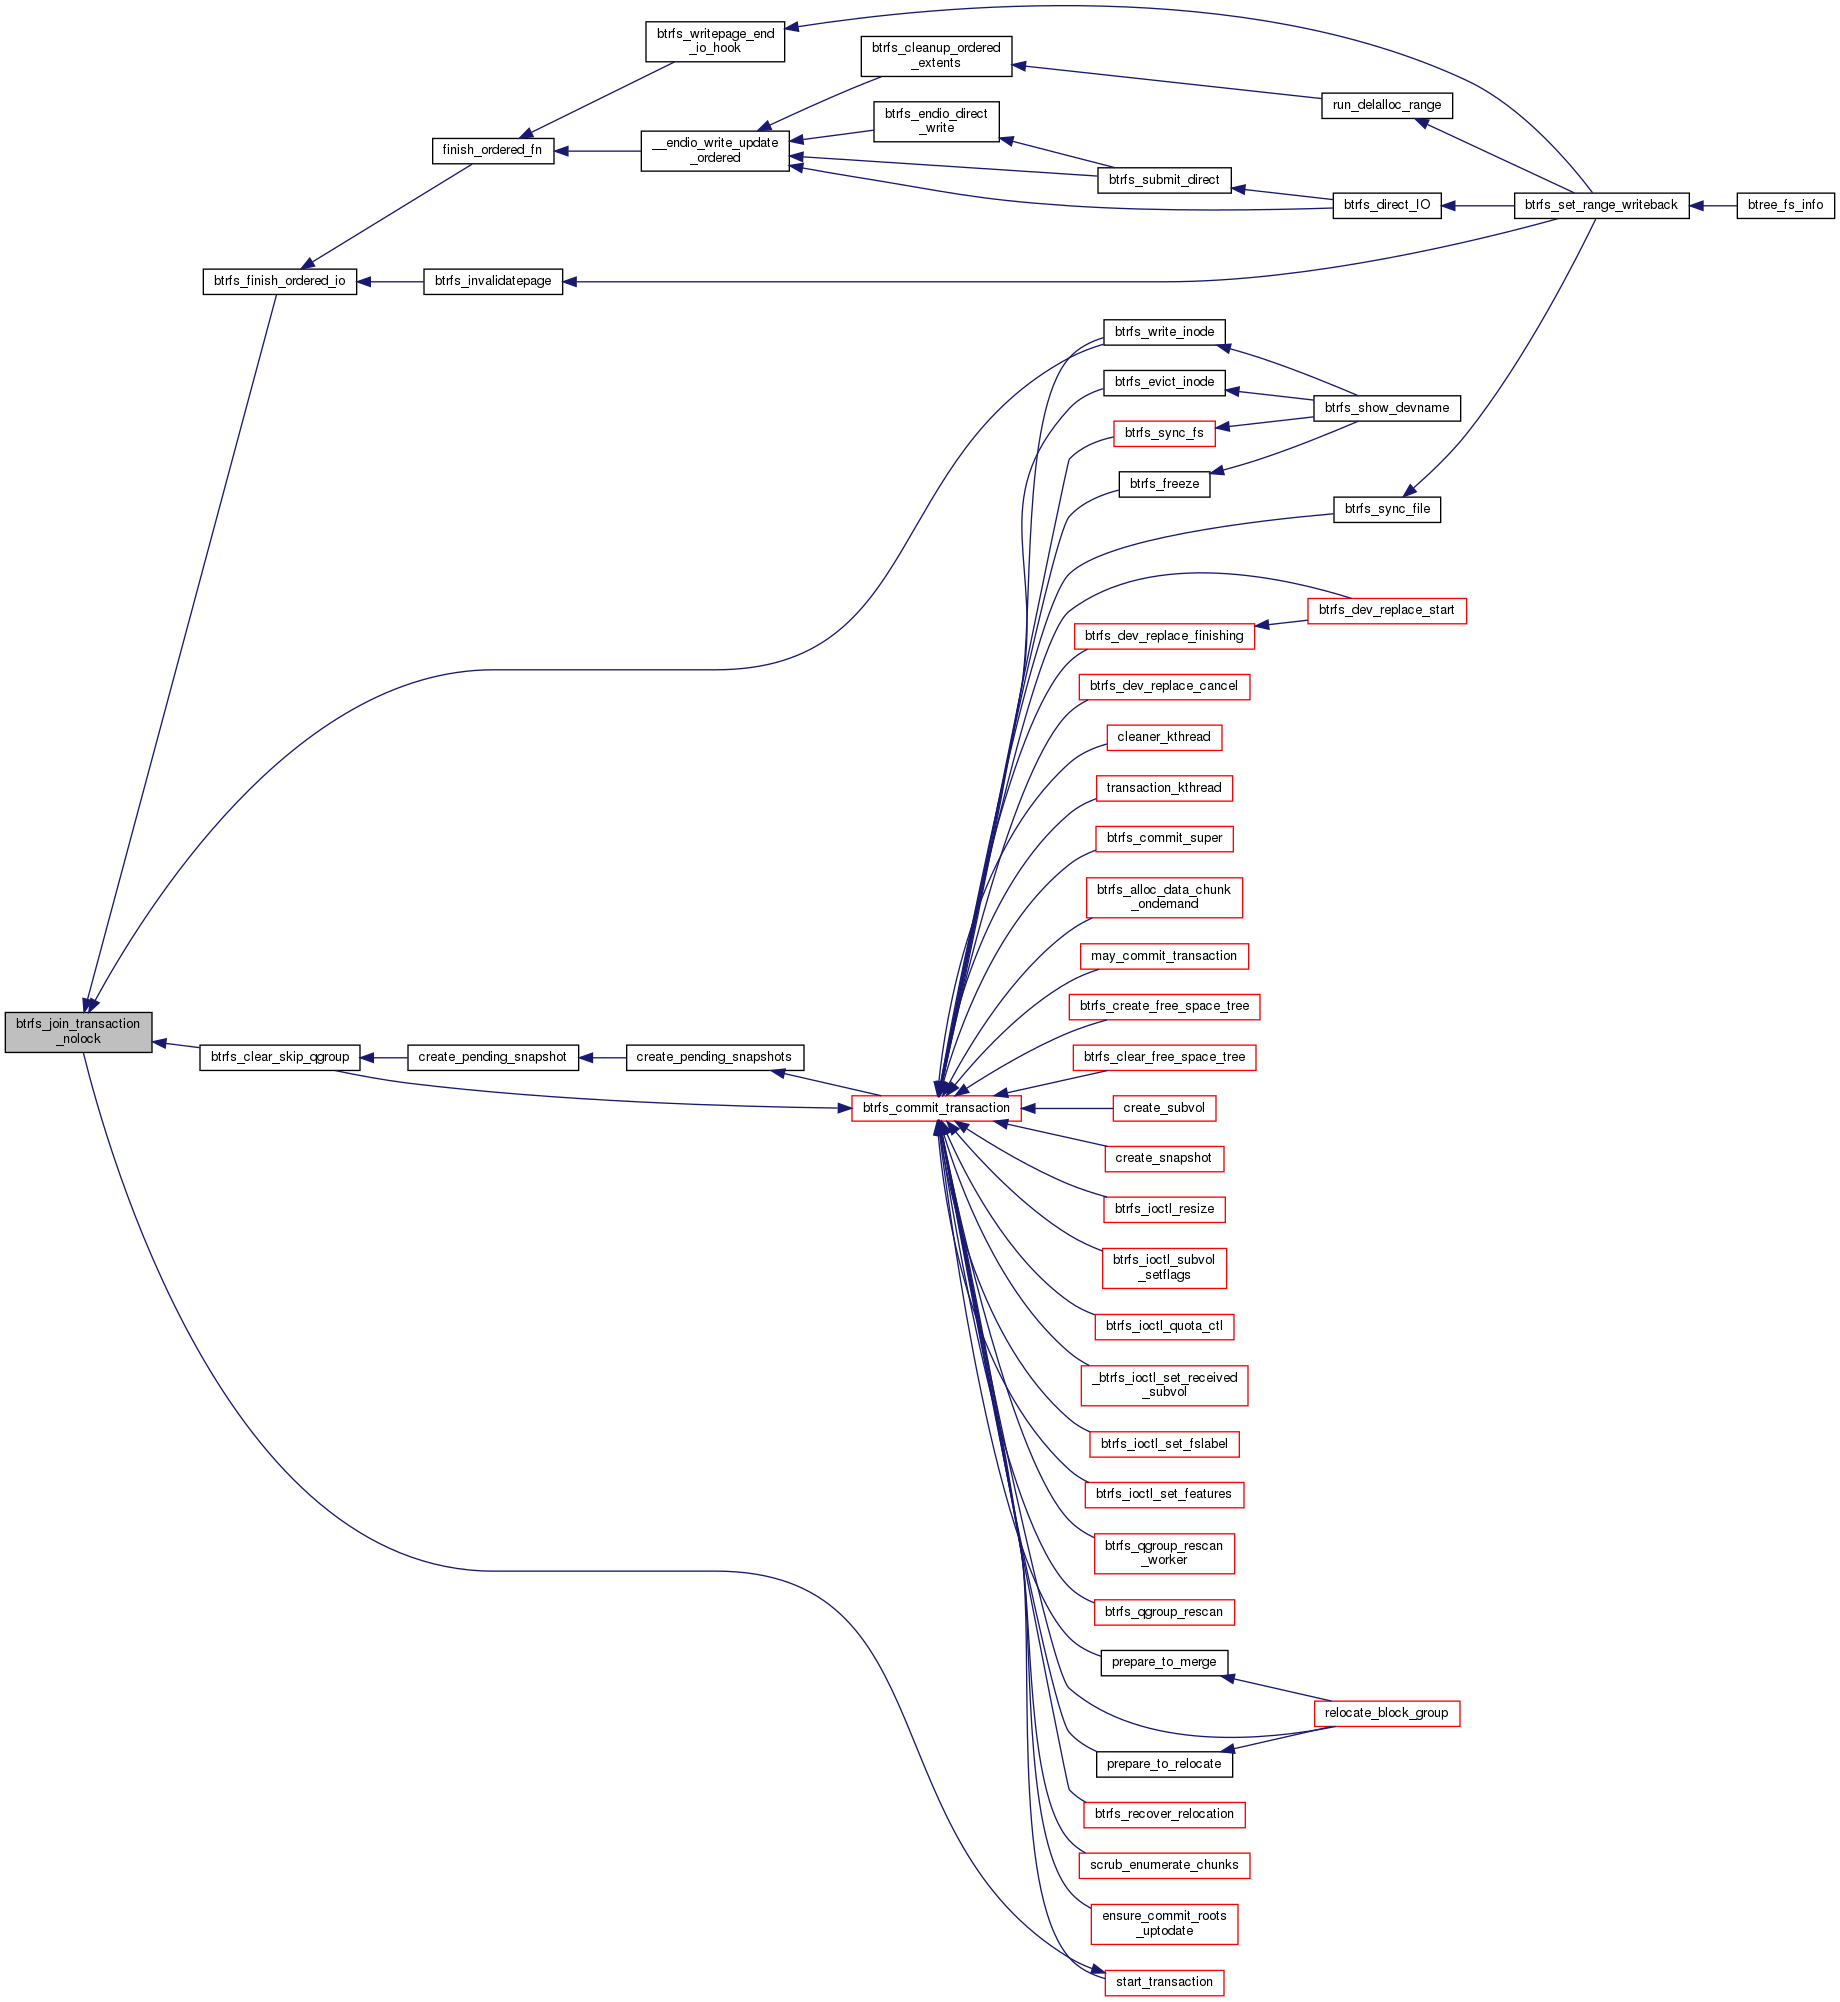 btrfs_writepage_end
_io_hook
btrfs_cleanup_ordered
_extents
run_delalloc_range
btrfs_endio_direct
_write
finish_ordered_fn
__endio_write_update
_ordered
btrfs_submit_direct
btrfs_direct_IO
btrfs_set_range_writeback
btree_fs_info
btrfs_finish_ordered_io
btrfs_invalidatepage
btrfs_write_inode
btrfs_evict_inode
btrfs_show_devname
btrfs_sync_fs
btrfs_freeze
btrfs_sync_file
btrfs_dev_replace_start
btrfs_dev_replace_finishing
btrfs_dev_replace_cancel
cleaner_kthread
transaction_kthread
btrfs_commit_super
btrfs_alloc_data_chunk
_ondemand
may_commit_transaction
btrfs_create_free_space_tree
btrfs_join_transaction
_nolock
btrfs_clear_skip_qgroup
create_pending_snapshot
create_pending_snapshots
btrfs_clear_free_space_tree
btrfs_commit_transaction
create_subvol
create_snapshot
btrfs_ioctl_resize
btrfs_ioctl_subvol
_setflags
btrfs_ioctl_quota_ctl
_btrfs_ioctl_set_received
_subvol
btrfs_ioctl_set_fslabel
btrfs_ioctl_set_features
btrfs_qgroup_rescan
_worker
btrfs_qgroup_rescan
prepare_to_merge
relocate_block_group
prepare_to_relocate
btrfs_recover_relocation
scrub_enumerate_chunks
ensure_commit_roots
_uptodate
start_transaction